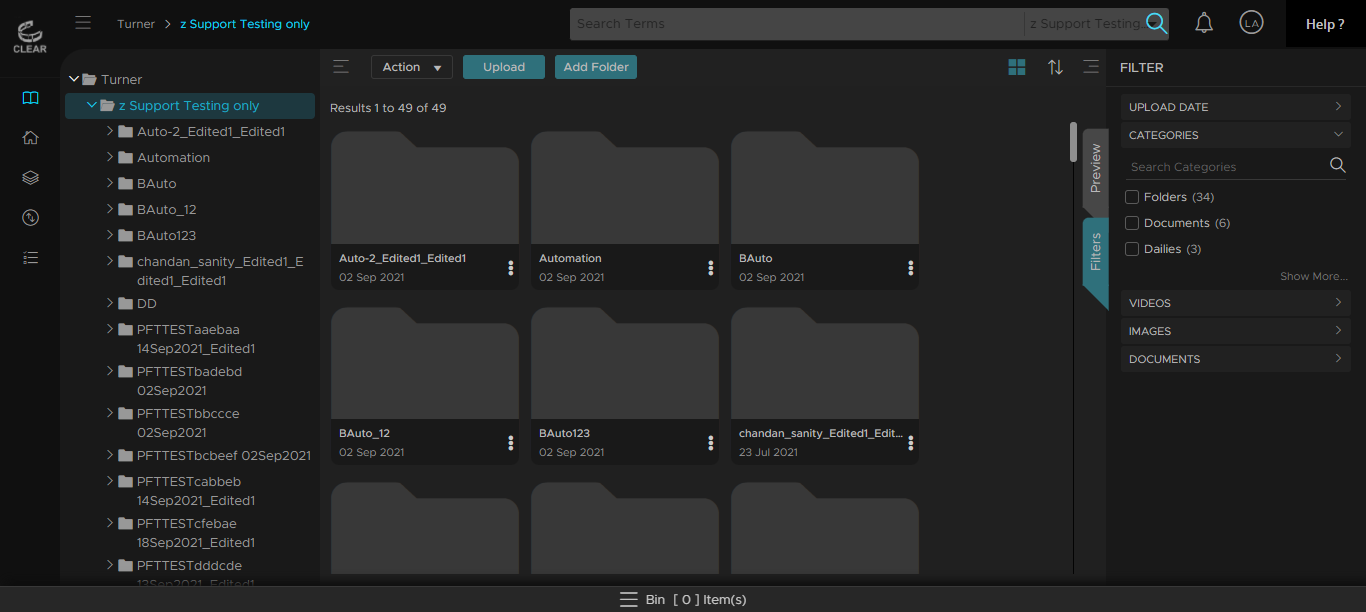 CLEAR
Turner > z Support Testing only
Search Terms
z Support Testing...
LA
Help ?
Turner
z Support Testing only
Auto-2_Edited1_Edited1
Automation
BAuto
BAuto_12
BAuto123
chandan_sanity_Edited1_E
dited1_Edited1
DD
PFTTESTaaebaa
14Sep2021_Edited1
PFTTESTbadebd
02Sep2021
PFTTESTbbccce
02Sep2021
PFTTESTbcbeef 02Sep2021
PFTTESTcabbeb
14Sep2021_Edited1
PFTTESTcfebae
18Sep2021_Edited1
PFTTESTdddcde
13Sep2021_Edited1
Action
Upload
Add Folder
Results 1 to 49 of 49
Auto-2_Edited1_Edited1
02 Sep 2021
Automation
02 Sep 2021
BAuto
02 Sep 2021
BAuto_12
02 Sep 2021
BAuto123
02 Sep 2021
chandan_sanity_Edited1_Edit...
23 Jul 2021
Preview
Filters
FILTER
UPLOAD DATE
CATEGORIES
Search Categories
Folders (34)
Documents (6)
Dailies (3)
Show More...
VIDEOS
IMAGES
DOCUMENTS
Bin [ 0 ] Item(s)